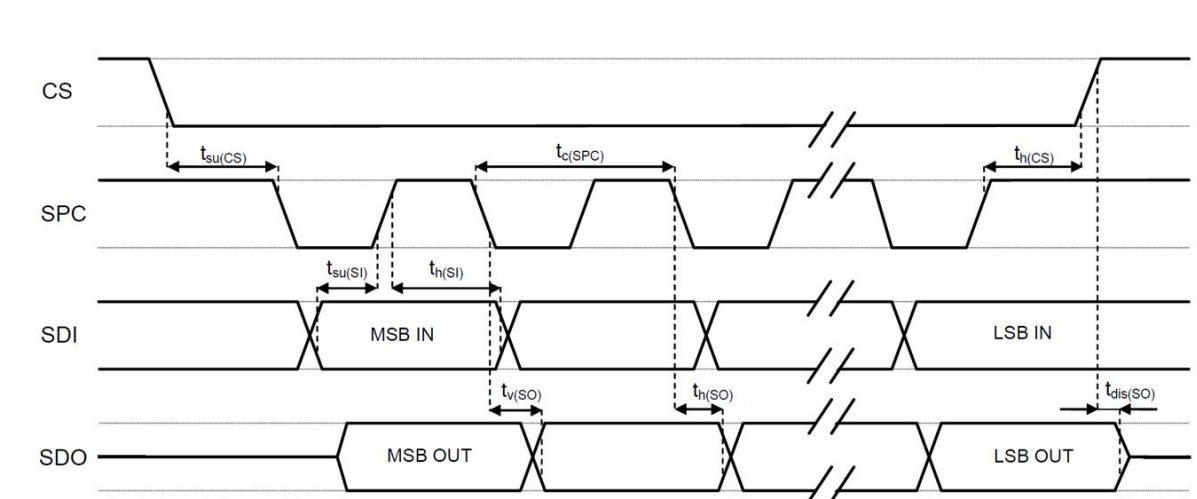 CS
tsu(CS)
tc(SPC)
th(CS)
SPC
tsu(SI)
th(SI)
SDI
MSB IN
LSB IN
tv(SO)
th(SO)
tdis(SO)
SDO
MSB OUT
LSB OUT